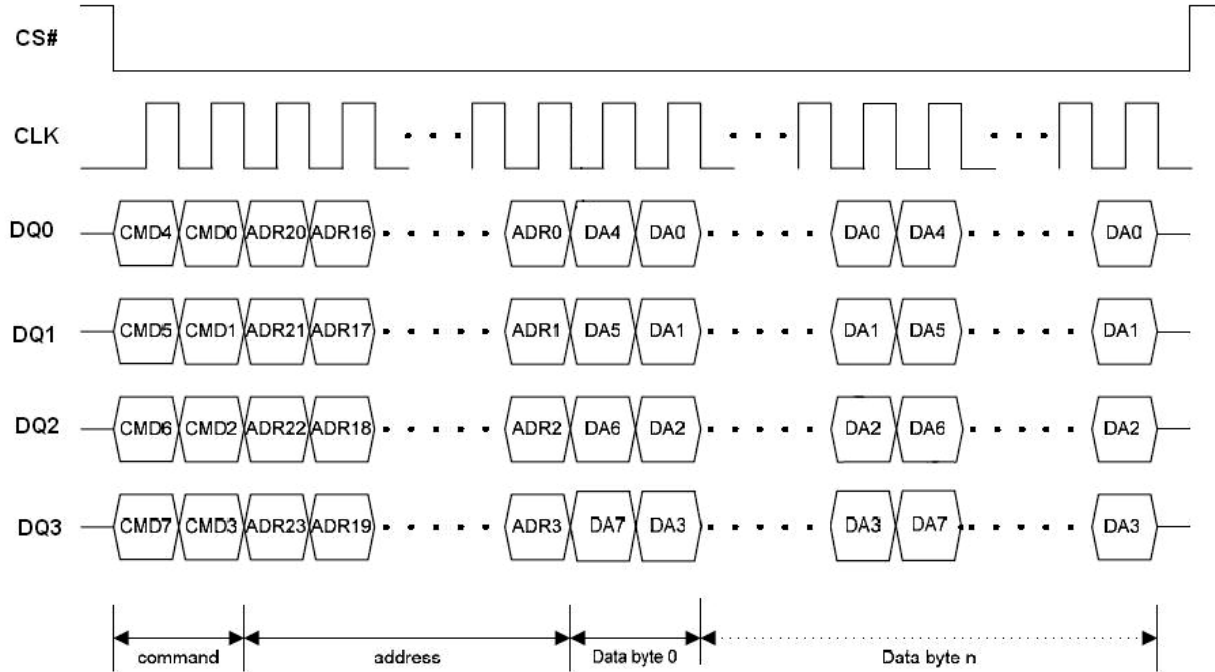 CS#
CLK
DQ0 CMD4 CMD0 ADR20 ADR16 ADR0 DA4 DA0 DA0 DA4 DA0
DQ1 CMD5 CMD1 ADR21 ADR17 ADR1 DA5 DA1 DA1 DA5 DA1
DQ2 CMD6 CMD2 ADR22 ADR18 ADR2 DA6 DA2 DA2 DA6 DA2
DQ3 CMD7 CMD3 ADR23 ADR19 ADR3 DA7 DA3 DA3 DA7 DA3
command address Data byte 0 Data byte n